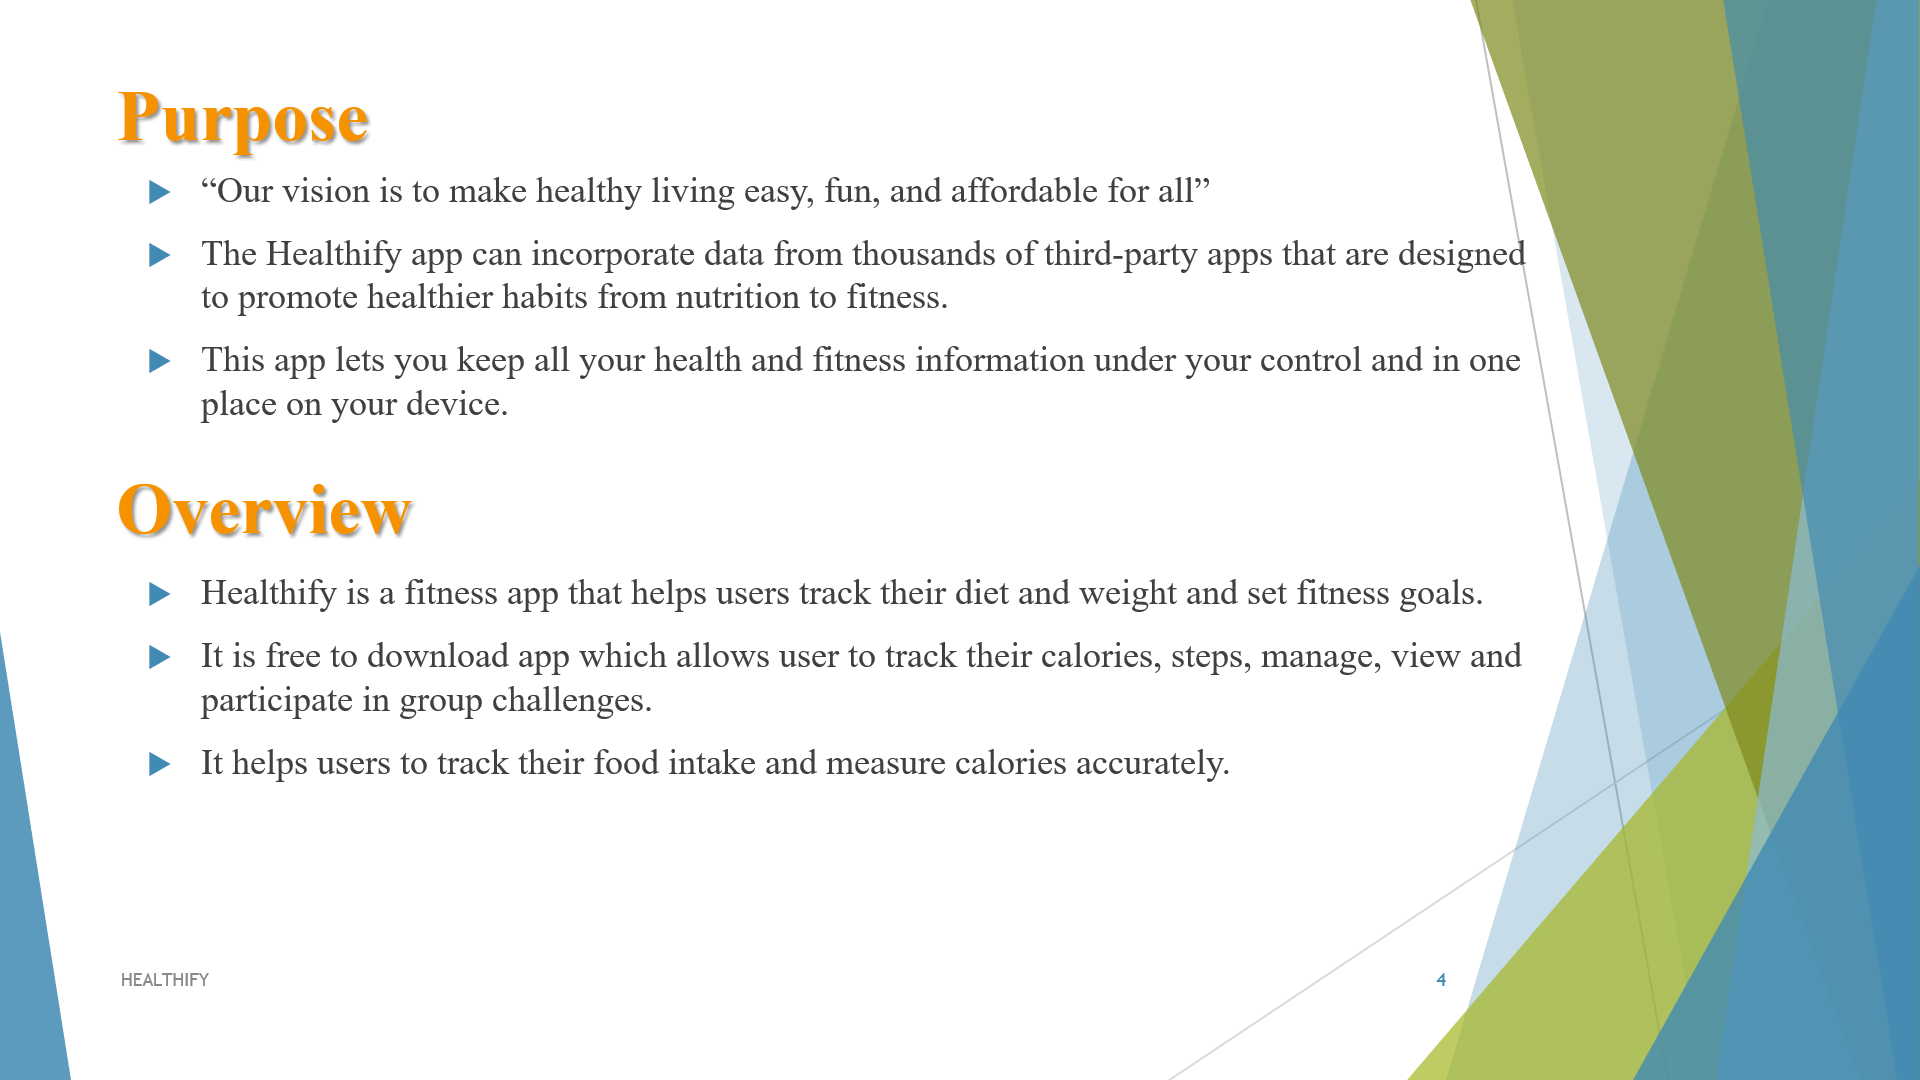 Purpose
“Our vision is to make healthy living easy, fun, and affordable for all”
The Healthify app can incorporate data from thousands of third-party apps that are designed
to promote healthier habits from nutrition to fitness.
This app lets you keep all your health and fitness information under your control and in one
place on your device.
Overview
Healthify is a fitness app that helps users track their diet and weight and set fitness goals.
It is free to download app which allows user to track their calories, steps, manage, view and
participate in group challenges.
It helps users to track their food intake and measure calories accurately.
HEALTHIFY
4